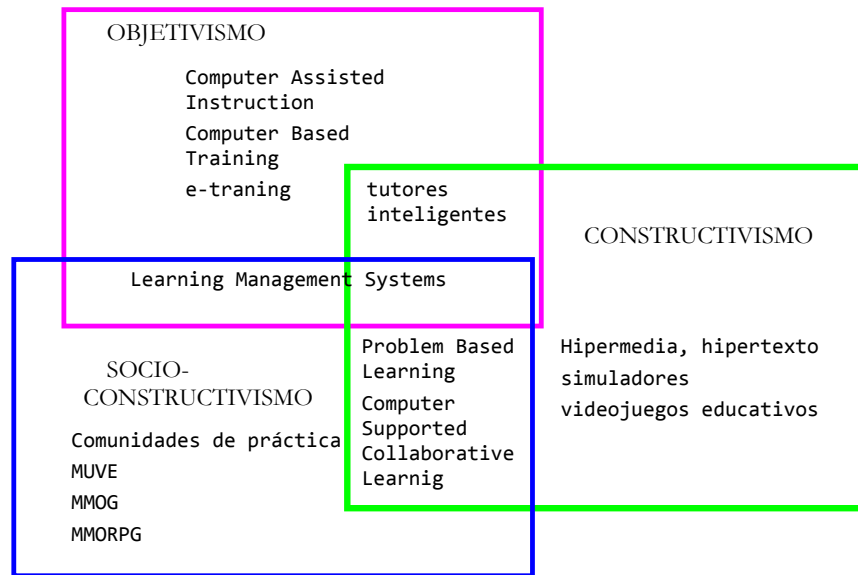 OBJETIVISMO
Computer Assisted
Instruction
Computer Based
Training
e-traning
tutores
inteligentes
CONSTRUCTIVISMO
Learning Management Systems
Problem Based
Learning
Computer
Supported
Collaborative
Learnig
Hipermedia, hipertexto
simuladores
videojuegos educativos
SOCIO-
CONSTRUCTIVISMO
Comunidades de práctica
MUVE
MMOG
MMORPG